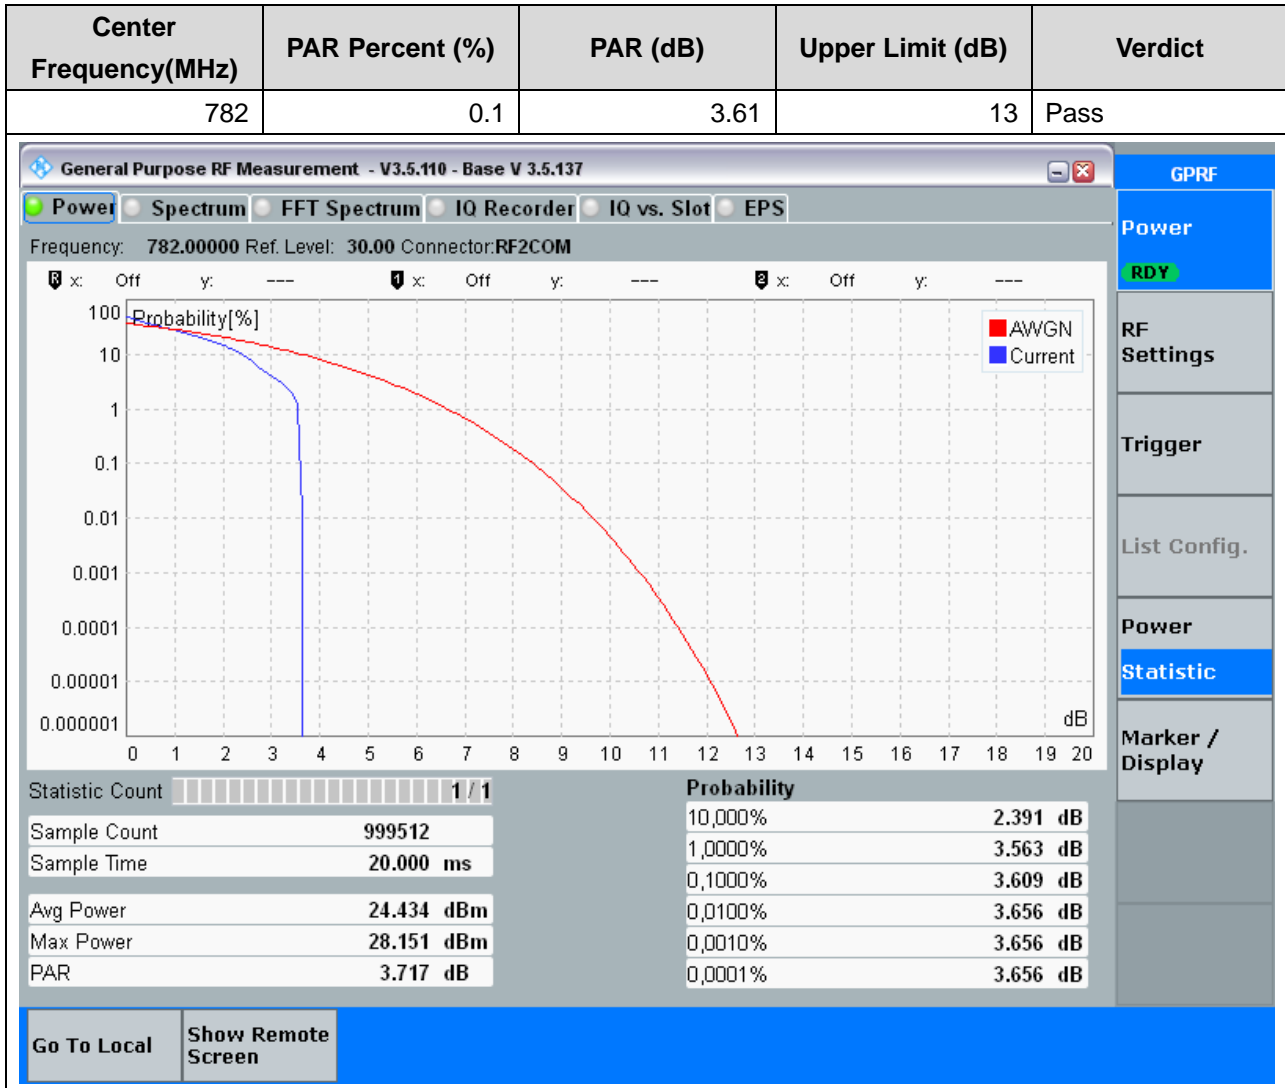 Center Frequency(MHz) PAR Percent (%) PAR (dB) Upper Limit (dB) Verdict
782 0.1 3.61 13 Pass
General Purpose RF Measurement - V3.5.110 - Base V 3.5.137
GPRF
Power Spectrum FFT Spectrum IQ Recorder IQ vs. Slot EPS
Frequency: 782.00000 Ref. Level: 30.00 Connector:RF2COM
R x: Off y: --- 1 x: Off y: --- 2 x: Off y: ---
Probability[%]
AWGN
Current
100
10
1
0.1
0.01
0.001
0.0001
0.00001
0.000001
dB
0 1 2 3 4 5 6 7 8 9 10 11 12 13 14 15 16 17 18 19 20
Statistic Count 1 / 1
Sample Count 999512
Sample Time 20.000 ms
Avg Power 24.434 dBm
Max Power 28.151 dBm
PAR 3.717 dB
Probability
10,000% 2.391 dB
1,0000% 3.563 dB
0,1000% 3.609 dB
0,0100% 3.656 dB
0,0010% 3.656 dB
0,0001% 3.656 dB
Power
RDY
RF
Settings
Trigger
List Config.
Power
Statistic
Marker /
Display
Go To Local
Show Remote
Screen